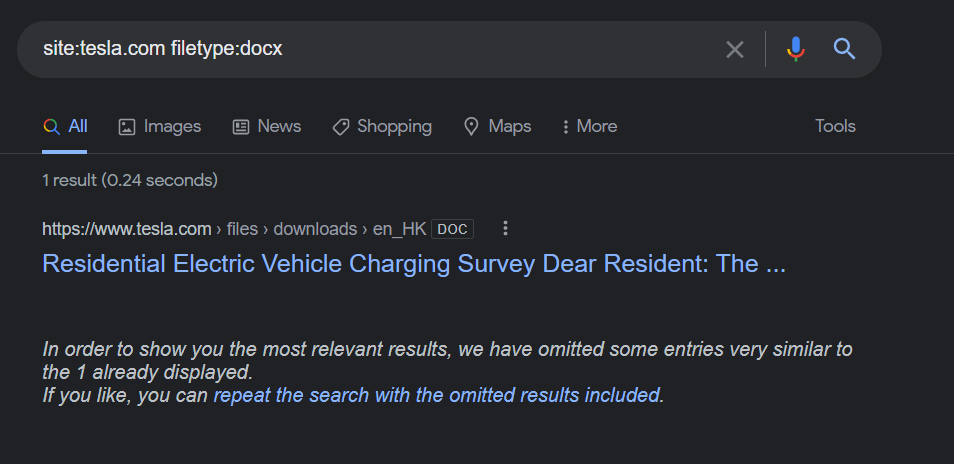 site:tesla.com filetype:docx
All Images News Shopping Maps More Tools
1 result (0.24 seconds)
https://www.tesla.com › files › downloads › en_HK DOC
Residential Electric Vehicle Charging Survey Dear Resident: The ...
In order to show you the most relevant results, we have omitted some entries very similar to
the 1 already displayed.
If you like, you can repeat the search with the omitted results included.